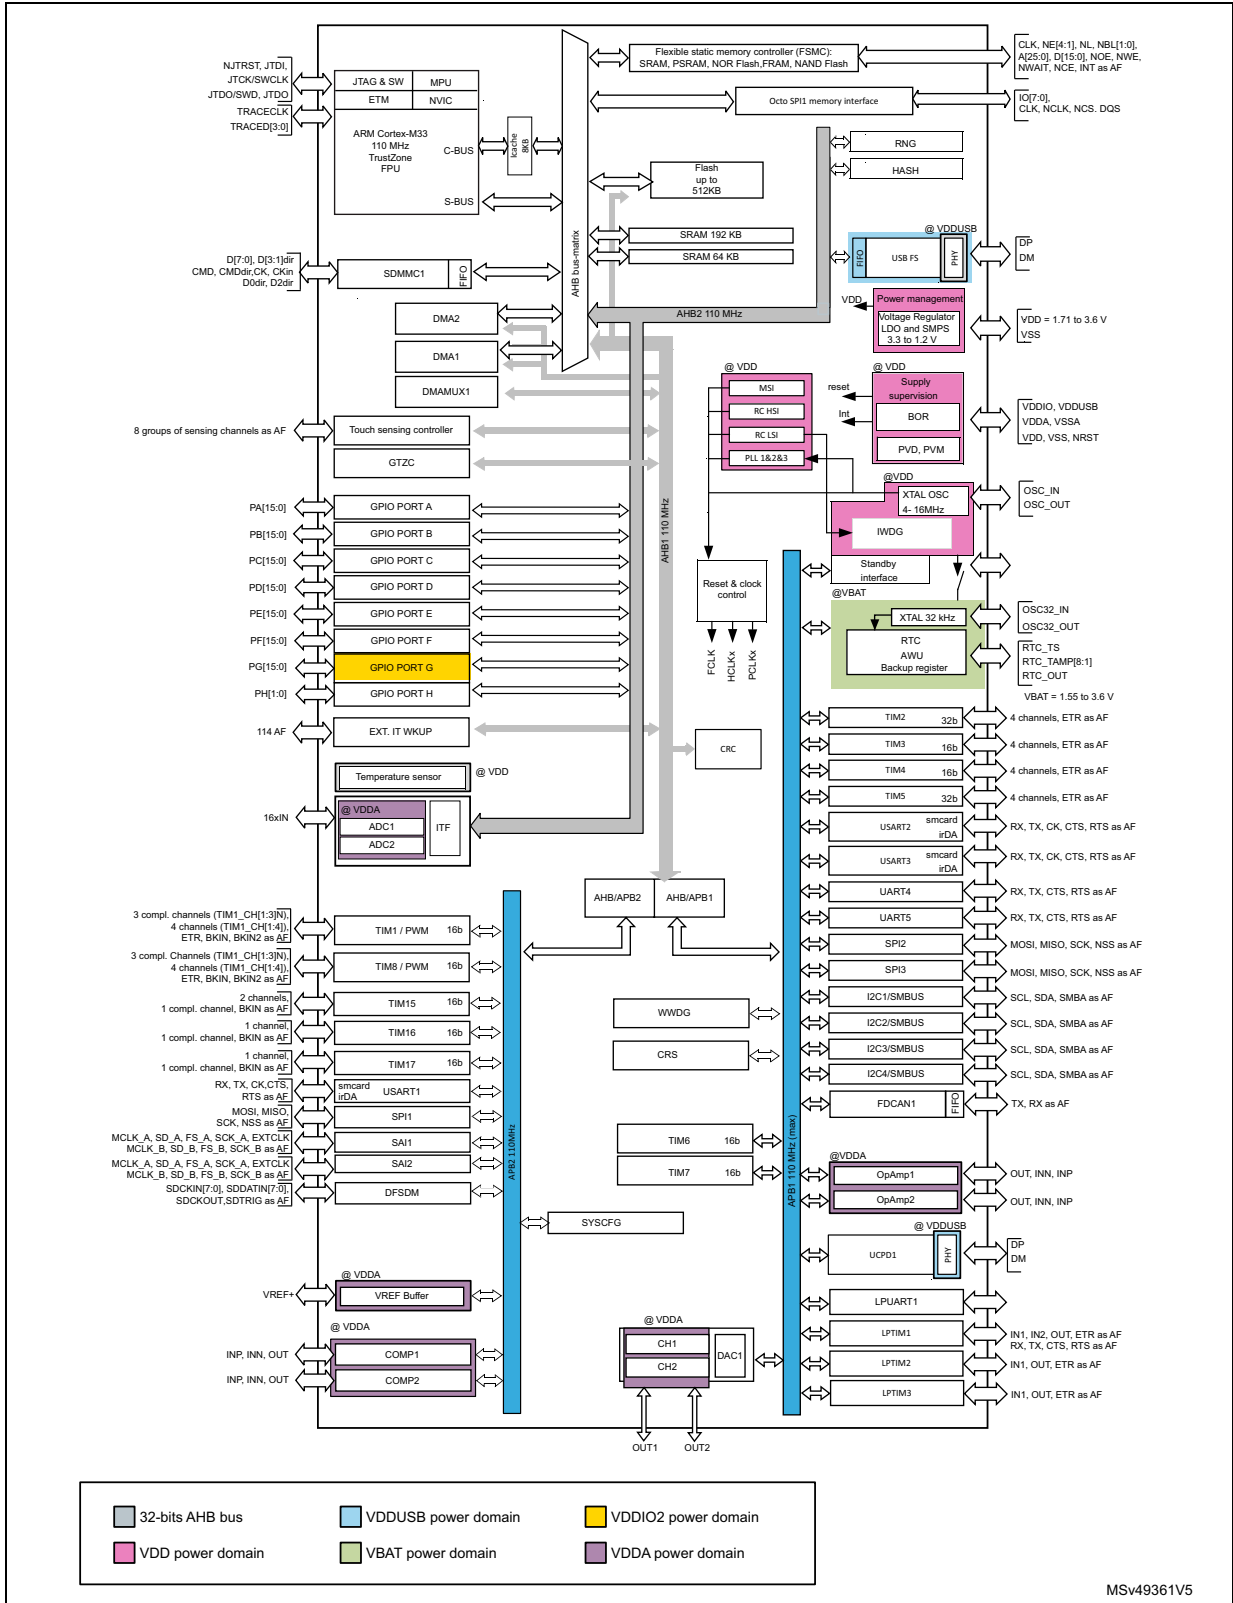 NJTRST, JTDI,
JTCK/SWCLK
JTDO/SWD, JTDO
TRACECLK
TRACED[3:0]
JTAG & SW
MPU
ETM
NVIC
ARM Cortex-M33
110 MHz
TrustZone
FPU
C-BUS
S-BUS
Icache
8KB
AHB bus-matrix
Flexible static memory controller (FSMC):
SRAM, PSRAM, NOR Flash,FRAM, NAND Flash
CLK, NE[4:1], NL, NBL[1:0],
A[25:0], D[15:0], NOE, NWE,
NWAIT, NCE, INT as AF
Octo SPI1 memory interface
IO[7:0],
CLK, NCLK, NCS. DQS
RNG
HASH
Flash
up to
512KB
SRAM 192 KB
SRAM 64 KB
@ VDDUSB
FIFO
USB FS
PHY
DP
DM
D[7:0], D[3:1]dir
CMD, CMDdir,CK, CKin
D0dir, D2dir
SDMMC1
FIFO
DMA2
DMA1
DMAMUX1
AHB2 110 MHz
VDD
Power management
Voltage Regulator
LDO and SMPS
3.3 to 1.2 V
VDD = 1.71 to 3.6 V
VSS
@ VDD
MSI
RC HSI
RC LSI
PLL 1&2&3
@ VDD
reset
Int
Supply
supervision
BOR
PVD, PVM
VDDIO, VDDUSB
VDDA, VSSA
VDD, VSS, NRST
8 groups of sensing channels as AF
Touch sensing controller
GTZC
@VDD
XTAL OSC
4- 16MHz
IWDG
OSC_IN
OSC_OUT
Standby
interface
@VBAT
XTAL 32 kHz
RTC
AWU
Backup register
OSC32_IN
OSC32_OUT
RTC_TS
RTC_TAMP[8:1]
RTC_OUT
VBAT = 1.55 to 3.6 V
AHB1 110 MHz
Reset & clock
control
FCLK
HCLKx
PCLKx
PA[15:0]
GPIO PORT A
PB[15:0]
GPIO PORT B
PC[15:0]
GPIO PORT C
PD[15:0]
GPIO PORT D
PE[15:0]
GPIO PORT E
PF[15:0]
GPIO PORT F
PG[15:0]
GPIO PORT G
PH[1:0]
GPIO PORT H
114 AF
EXT. IT WKUP
CRC
Temperature sensor
@ VDD
16xIN
@ VDDA
ADC1
ADC2
ITF
AHB/APB2
AHB/APB1
TIM2
32b
4 channels, ETR as AF
TIM3
16b
4 channels, ETR as AF
TIM4
16b
4 channels, ETR as AF
TIM5
32b
4 channels, ETR as AF
USART2
smcard
irDA
RX, TX, CK, CTS, RTS as AF
USART3
smcard
irDA
RX, TX, CK, CTS, RTS as AF
UART4
RX, TX, CTS, RTS as AF
UART5
RX, TX, CTS, RTS as AF
SPI2
MOSI, MISO, SCK, NSS as AF
SPI3
MOSI, MISO, SCK, NSS as AF
I2C1/SMBUS
SCL, SDA, SMBA as AF
I2C2/SMBUS
SCL, SDA, SMBA as AF
I2C3/SMBUS
SCL, SDA, SMBA as AF
I2C4/SMBUS
SCL, SDA, SMBA as AF
FDCAN1
FIFO
TX, RX as AF
3 compl. channels (TIM1_CH[1:3]N),
4 channels (TIM1_CH[1:4]),
ETR, BKIN, BKIN2 as AF
TIM1 / PWM
16b
3 compl. Channels (TIM1_CH[1:3]N),
4 channels (TIM1_CH[1:4]),
ETR, BKIN, BKIN2 as AF
TIM8 / PWM
16b
2 channels,
1 compl. channel, BKIN as AF
TIM15
16b
1 channel,
1 compl. channel, BKIN as AF
TIM16
16b
1 channel,
1 compl. channel, BKIN as AF
TIM17
16b
RX, TX, CK,CTS,
RTS as AF
smcard
irDA
USART1
MOSI, MISO,
SCK, NSS as AF
SPI1
MCLK_A, SD_A, FS_A, SCK_A, EXTCLK
MCLK_B, SD_B, FS_B, SCK_B as AF
SAI1
MCLK_A, SD_A, FS_A, SCK_A, EXTCLK
MCLK_B, SD_B, FS_B, SCK_B as AF
SAI2
SDCKIN[7:0], SDDATIN[7:0],
SDCKOUT,SDTRIG as AF
DFSDM
APB2 110MHz
WWDG
CRS
TIM6
16b
TIM7
16b
SYSCFG
APB1 110 MHz (max)
@VDDA
OpAmp1
OUT, INN, INP
OpAmp2
OUT, INN, INP
@ VDDUSB
UCPD1
PHY
DP
DM
LPUART1
LPTIM1
IN1, IN2, OUT, ETR as AF
RX, TX, CTS, RTS as AF
LPTIM2
IN1, OUT, ETR as AF
LPTIM3
IN1, OUT, ETR as AF
@ VDDA
VREF+
VREF Buffer
@ VDDA
INP, INN, OUT
COMP1
INP, INN, OUT
COMP2
@ VDDA
CH1
CH2
DAC1
OUT1
OUT2
32-bits AHB bus
VDDUSB power domain
VDDIO2 power domain
VDD power domain
VBAT power domain
VDDA power domain
MSv49361V5